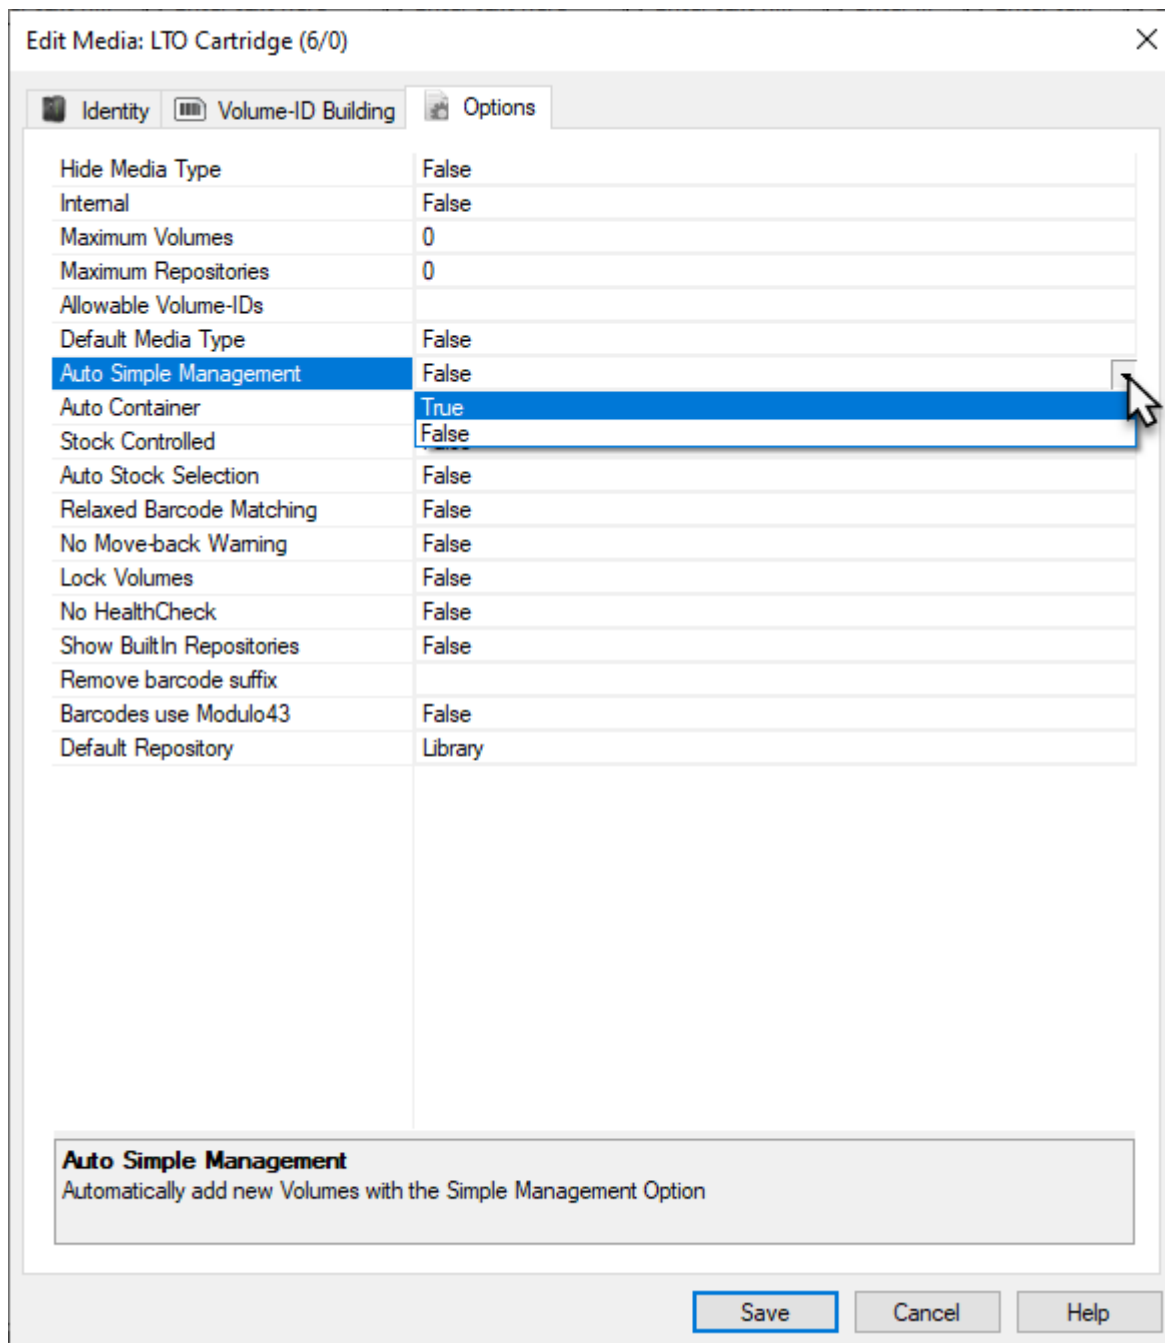 Edit Media: LTO Cartridge (6/0)
Identity Volume-ID Building Options
Hide Media Type False
Internal False
Maximum Volumes 0
Maximum Repositories 0
Allowable Volume-IDs
Default Media Type False
Auto Simple Management False
Auto Container True
Stock Controlled False
Auto Stock Selection False
Relaxed Barcode Matching False
No Move-back Warning False
Lock Volumes False
No HealthCheck False
Show BuiltIn Repositories False
Remove barcode suffix
Barcodes use Modulo43 False
Default Repository Library
Auto Simple Management
Automatically add new Volumes with the Simple Management Option
Save Cancel Help